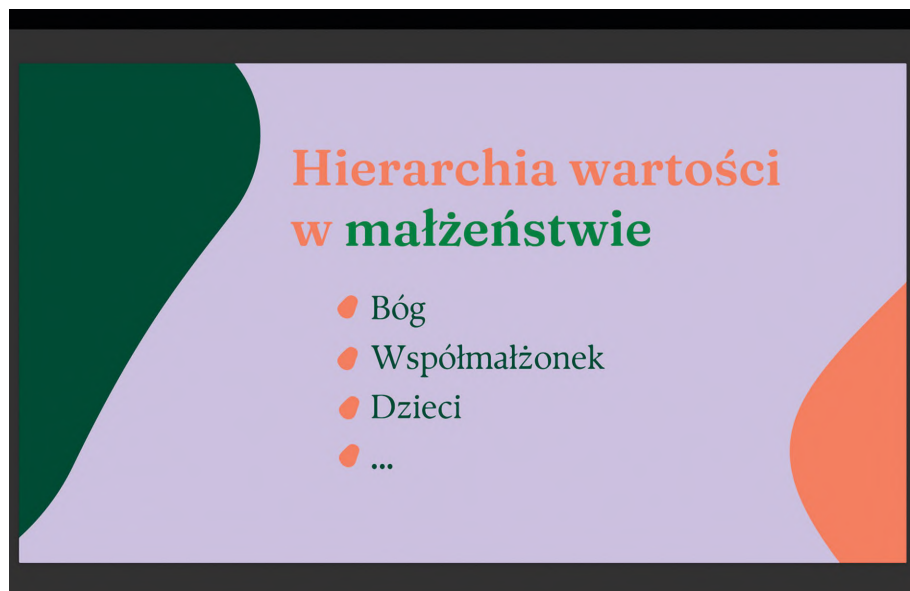 Hierarchia wartości
w małżeństwie
Bóg
Współmałżonek
Dzieci
...